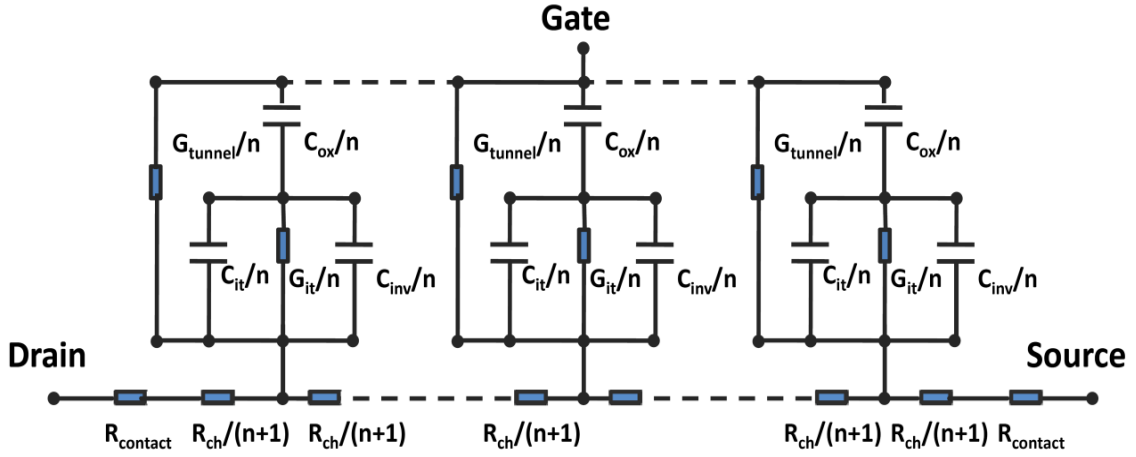 Gate
G_tunnel/n C_ox/n G_tunnel/n C_ox/n G_tunnel/n C_ox/n
C_it/n G_it/n C_inv/n C_it/n G_it/n C_inv/n C_it/n G_it/n C_inv/n
Drain Source
R_contact R_ch/(n+1) R_ch/(n+1) R_ch/(n+1) R_ch/(n+1) R_ch/(n+1) R_contact